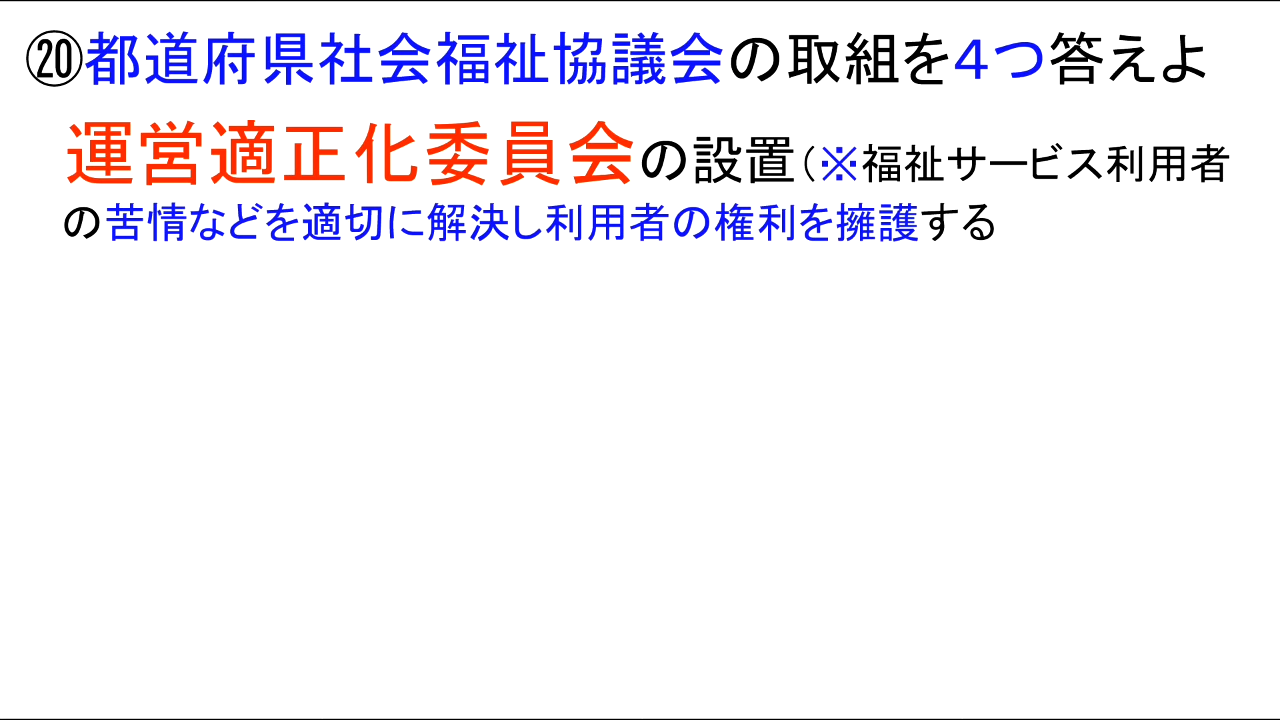 ⑳都道府県社会福祉協議会の取組を４つ答えよ
運営適正化委員会の設置（※福祉サービス利用者
の苦情などを適切に解決し利用者の権利を擁護する